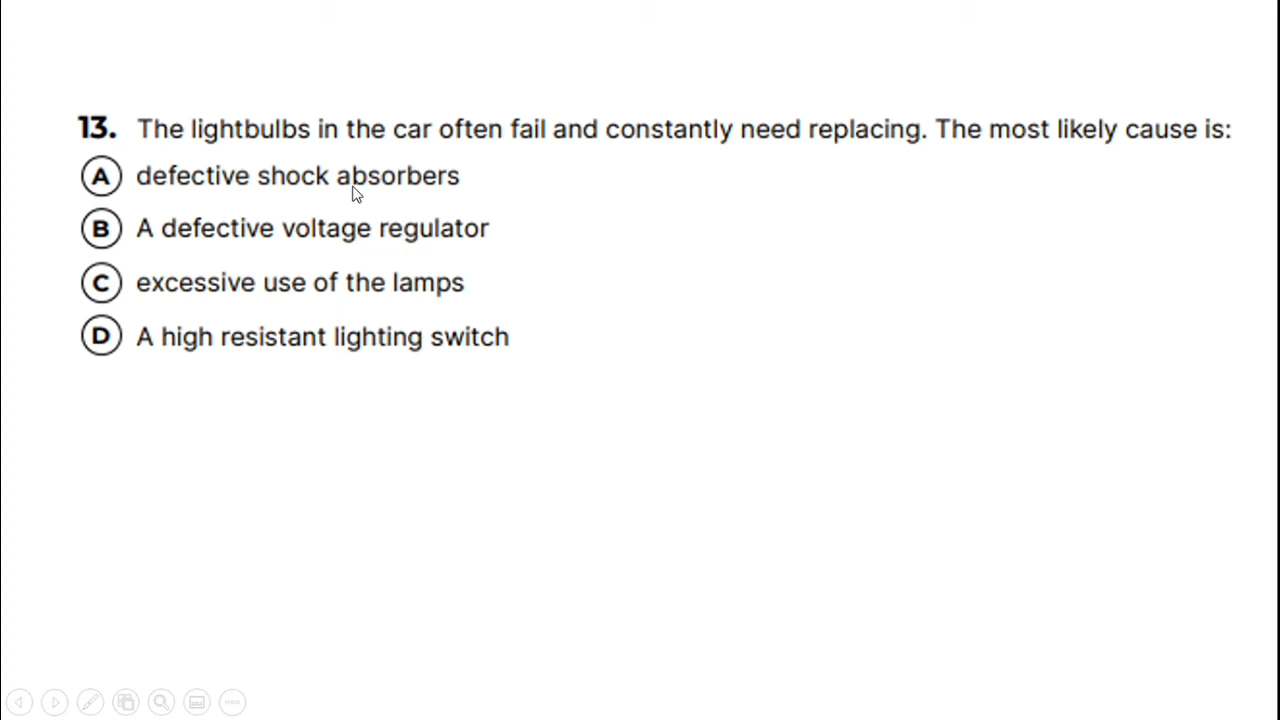 13. The lightbulbs in the car often fail and constantly need replacing. The most likely cause is:
A defective shock absorbers
B A defective voltage regulator
C excessive use of the lamps
D A high resistant lighting switch